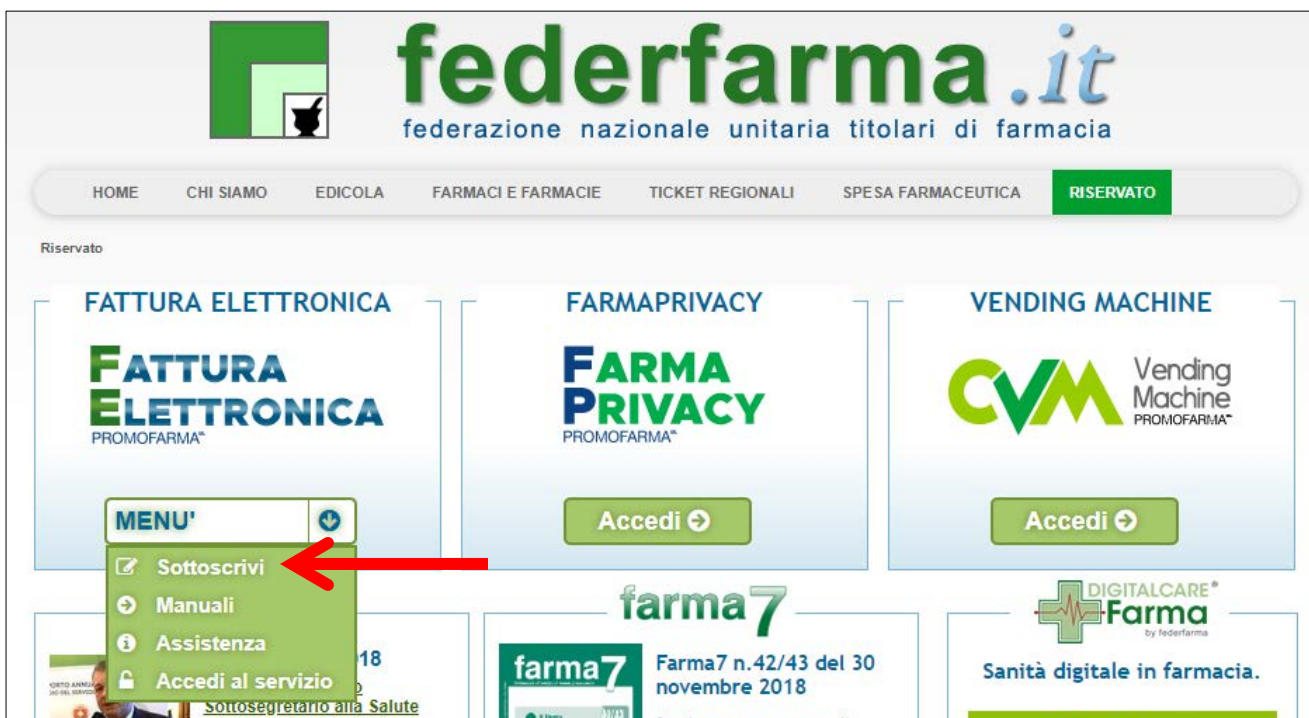 federfarma.it
federazione nazionale unitaria titolari di farmacia
HOME CHI SIAMO EDICOLA FARMACI E FARMACIE TICKET REGIONALI SPESA FARMACEUTICA RISERVATO
Riservato
FATTURA ELETTRONICA
FATTURA
ELETTRONICA
PROMOFARMA
MENU'
Sottoscrivi
Manuali
Assistenza
Accedi al servizio
FARMAPRIVACY
FARMA
PRIVACY
PROMOFARMA
Accedi
VENDING MACHINE
CVM Vending
Machine
PROMOFARMA
Accedi
18
Sottosegretario alla Salute
farma7
farma7
Farma7 n.42/43 del 30
novembre 2018
DIGITALCARE®
Farma
by federfarma
Sanità digitale in farmacia.